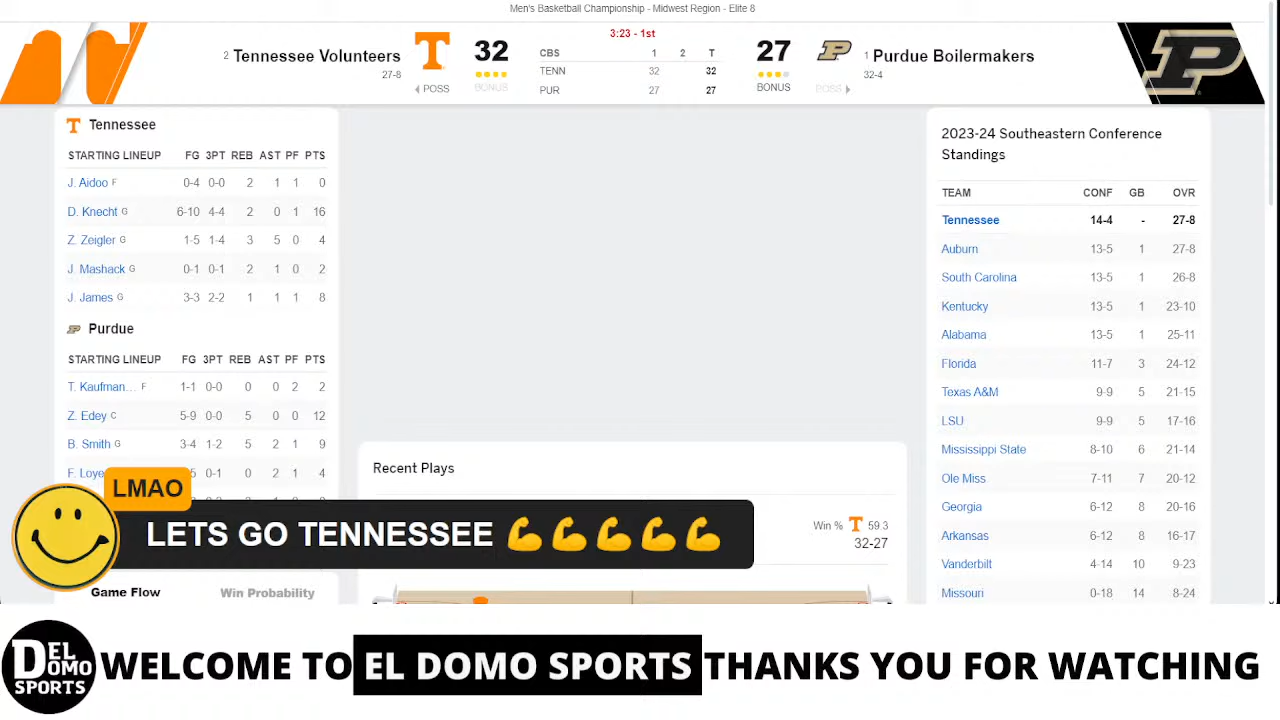 Men's Basketball Championship - Midwest Region - Elite 8
2 Tennessee Volunteers
27-8
T
POSS
32
BONUS
3:23 - 1st
CBS 1 2 T
TENN 32 32
PUR 27 27
27
BONUS
P
POSS
1 Purdue Boilermakers
32-4
P
Tennessee
STARTING LINEUP FG 3PT REB AST PF PTS
J. Aidoo F 0-4 0-0 2 1 1 0
D. Knecht G 6-10 4-4 2 0 1 16
Z. Zeigler G 1-5 1-4 3 5 0 4
J. Mashack G 0-1 0-1 2 1 0 2
J. James G 3-3 2-2 1 1 1 8
Purdue
STARTING LINEUP FG 3PT REB AST PF PTS
T. Kaufman... F 1-1 0-0 0 0 2 2
Z. Edey C 5-9 0-0 5 0 0 12
B. Smith G 3-4 1-2 5 2 1 9
F. Loye 0-1 0 2 1 4
LMAO
LETS GO TENNESSEE 💪💪💪💪💪
Game Flow Win Probability
Recent Plays
Win % T 59.3
32-27
2023-24 Southeastern Conference
Standings
TEAM CONF GB OVR
Tennessee 14-4 - 27-8
Auburn 13-5 1 27-8
South Carolina 13-5 1 26-8
Kentucky 13-5 1 23-10
Alabama 13-5 1 25-11
Florida 11-7 3 24-12
Texas A&M 9-9 5 21-15
LSU 9-9 5 17-16
Mississippi State 8-10 6 21-14
Ole Miss 7-11 7 20-12
Georgia 6-12 8 20-16
Arkansas 6-12 8 16-17
Vanderbilt 4-14 10 9-23
Missouri 0-18 14 8-24
DEL DOMO SPORTS
WELCOME TO EL DOMO SPORTS THANKS YOU FOR WATCHING